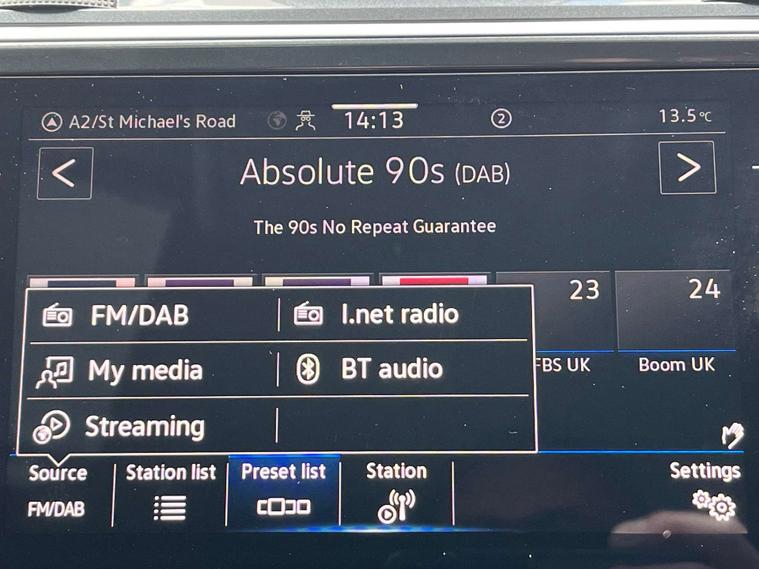 A2/St Michael's Road
14:13
2
13.5°C
<
Absolute 90s (DAB)
>
The 90s No Repeat Guarantee
23
24
FM/DAB
I.net radio
My media
BT audio
FBS UK
Boom UK
Streaming
Source
FM/DAB
Station list
Preset list
Station
Settings